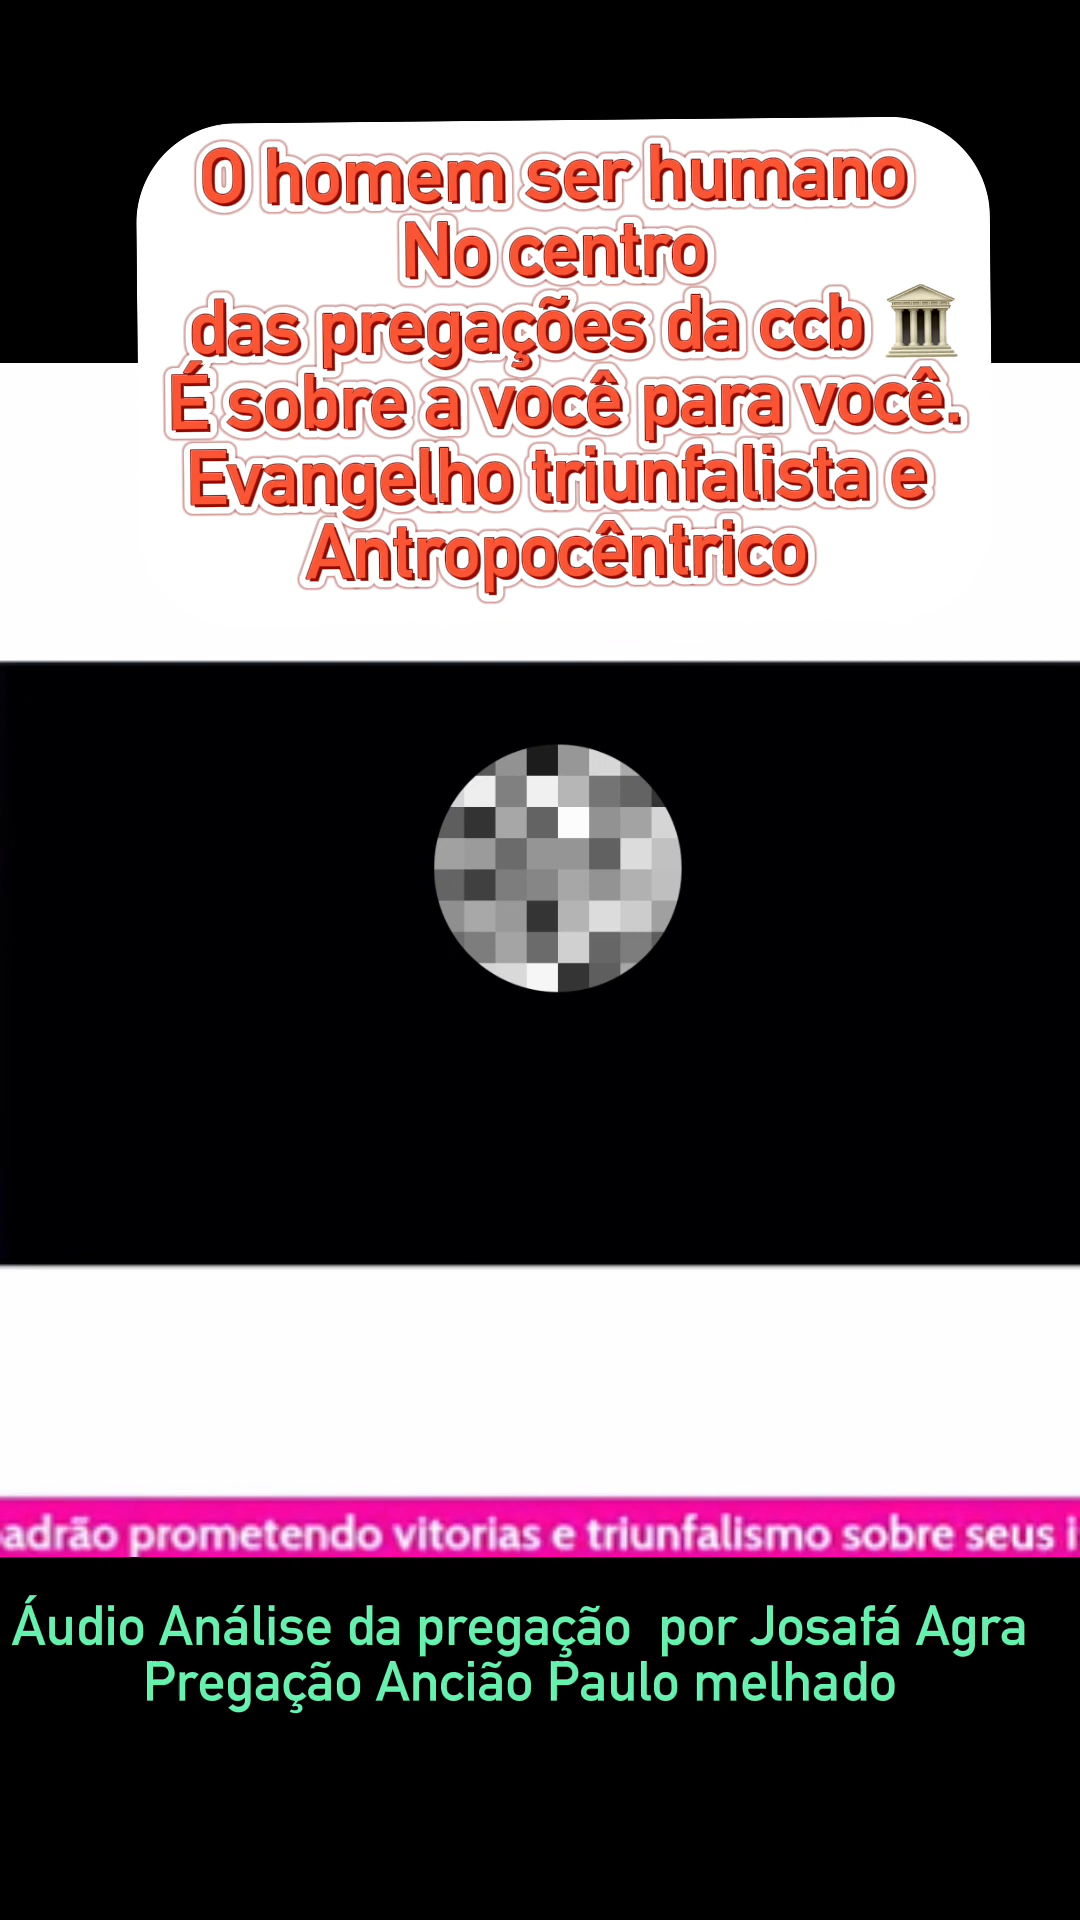 O homem ser humano
No centro
das pregações da ccb 🏛️
É sobre a você para você.
Evangelho triunfalista e
Antropocêntrico
prometendo vitorias e triunfalismo sobre seus
Áudio Análise da pregação por Josafá Agra
Pregação Ancião Paulo melhado